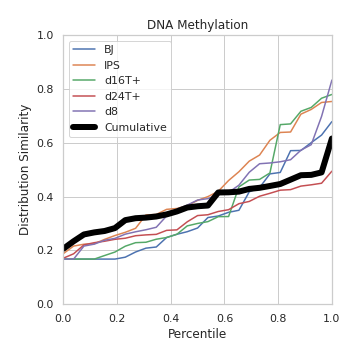 DNA Methylation
Distribution Similarity
1.0
0.8
0.6
0.4
0.2
0.0
BJ
IPS
d16T+
d24T+
d8
Cumulative
0.0 0.2 0.4 0.6 0.8 1.0
Percentile